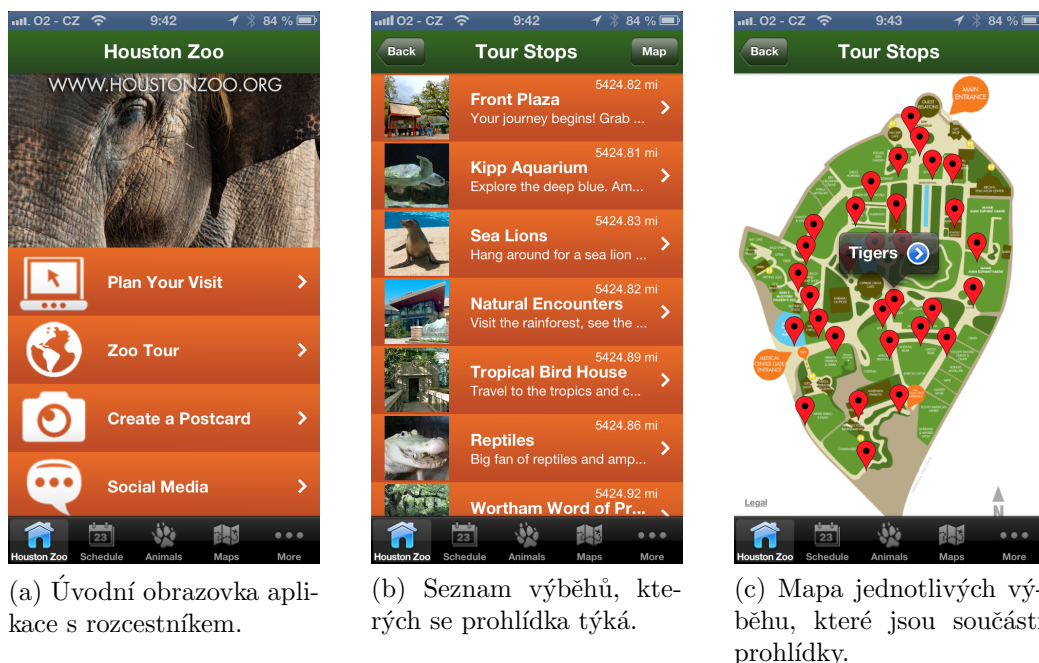 O2 - CZ 9:42 84 %
Houston Zoo
WWW.HOUSTONZOO.ORG
Plan Your Visit
Zoo Tour
Create a Postcard
Social Media
Houston Zoo Schedule Animals Maps More
23
(a) Úvodní obrazovka apli-
kace s rozcestníkem.
O2 - CZ 9:42 84 %
Back Tour Stops Map
5424.82 mi
Front Plaza
Your journey begins! Grab ...
5424.81 mi
Kipp Aquarium
Explore the deep blue. Am...
5424.83 mi
Sea Lions
Hang around for a sea lion ...
5424.82 mi
Natural Encounters
Visit the rainforest, see the ...
5424.89 mi
Tropical Bird House
Travel to the tropics and c...
5424.86 mi
Reptiles
Big fan of reptiles and amp...
5424.92 mi
Wortham Word of Pr...
23
Houston Zoo Schedule Animals Maps More
(b) Seznam výběhů, kte-
rých se prohlídka týká.
O2 - CZ 9:43 84 %
Back Tour Stops
MAIN
ENTRANCE
GUEST
RELATIONS
Tigers
MEDICAL
CENTER GATE
ENTRANCE
Legal
N
23
Houston Zoo Schedule Animals Maps More
(c) Mapa jednotlivých vý-
běhu, které jsou součástí
prohlídky.